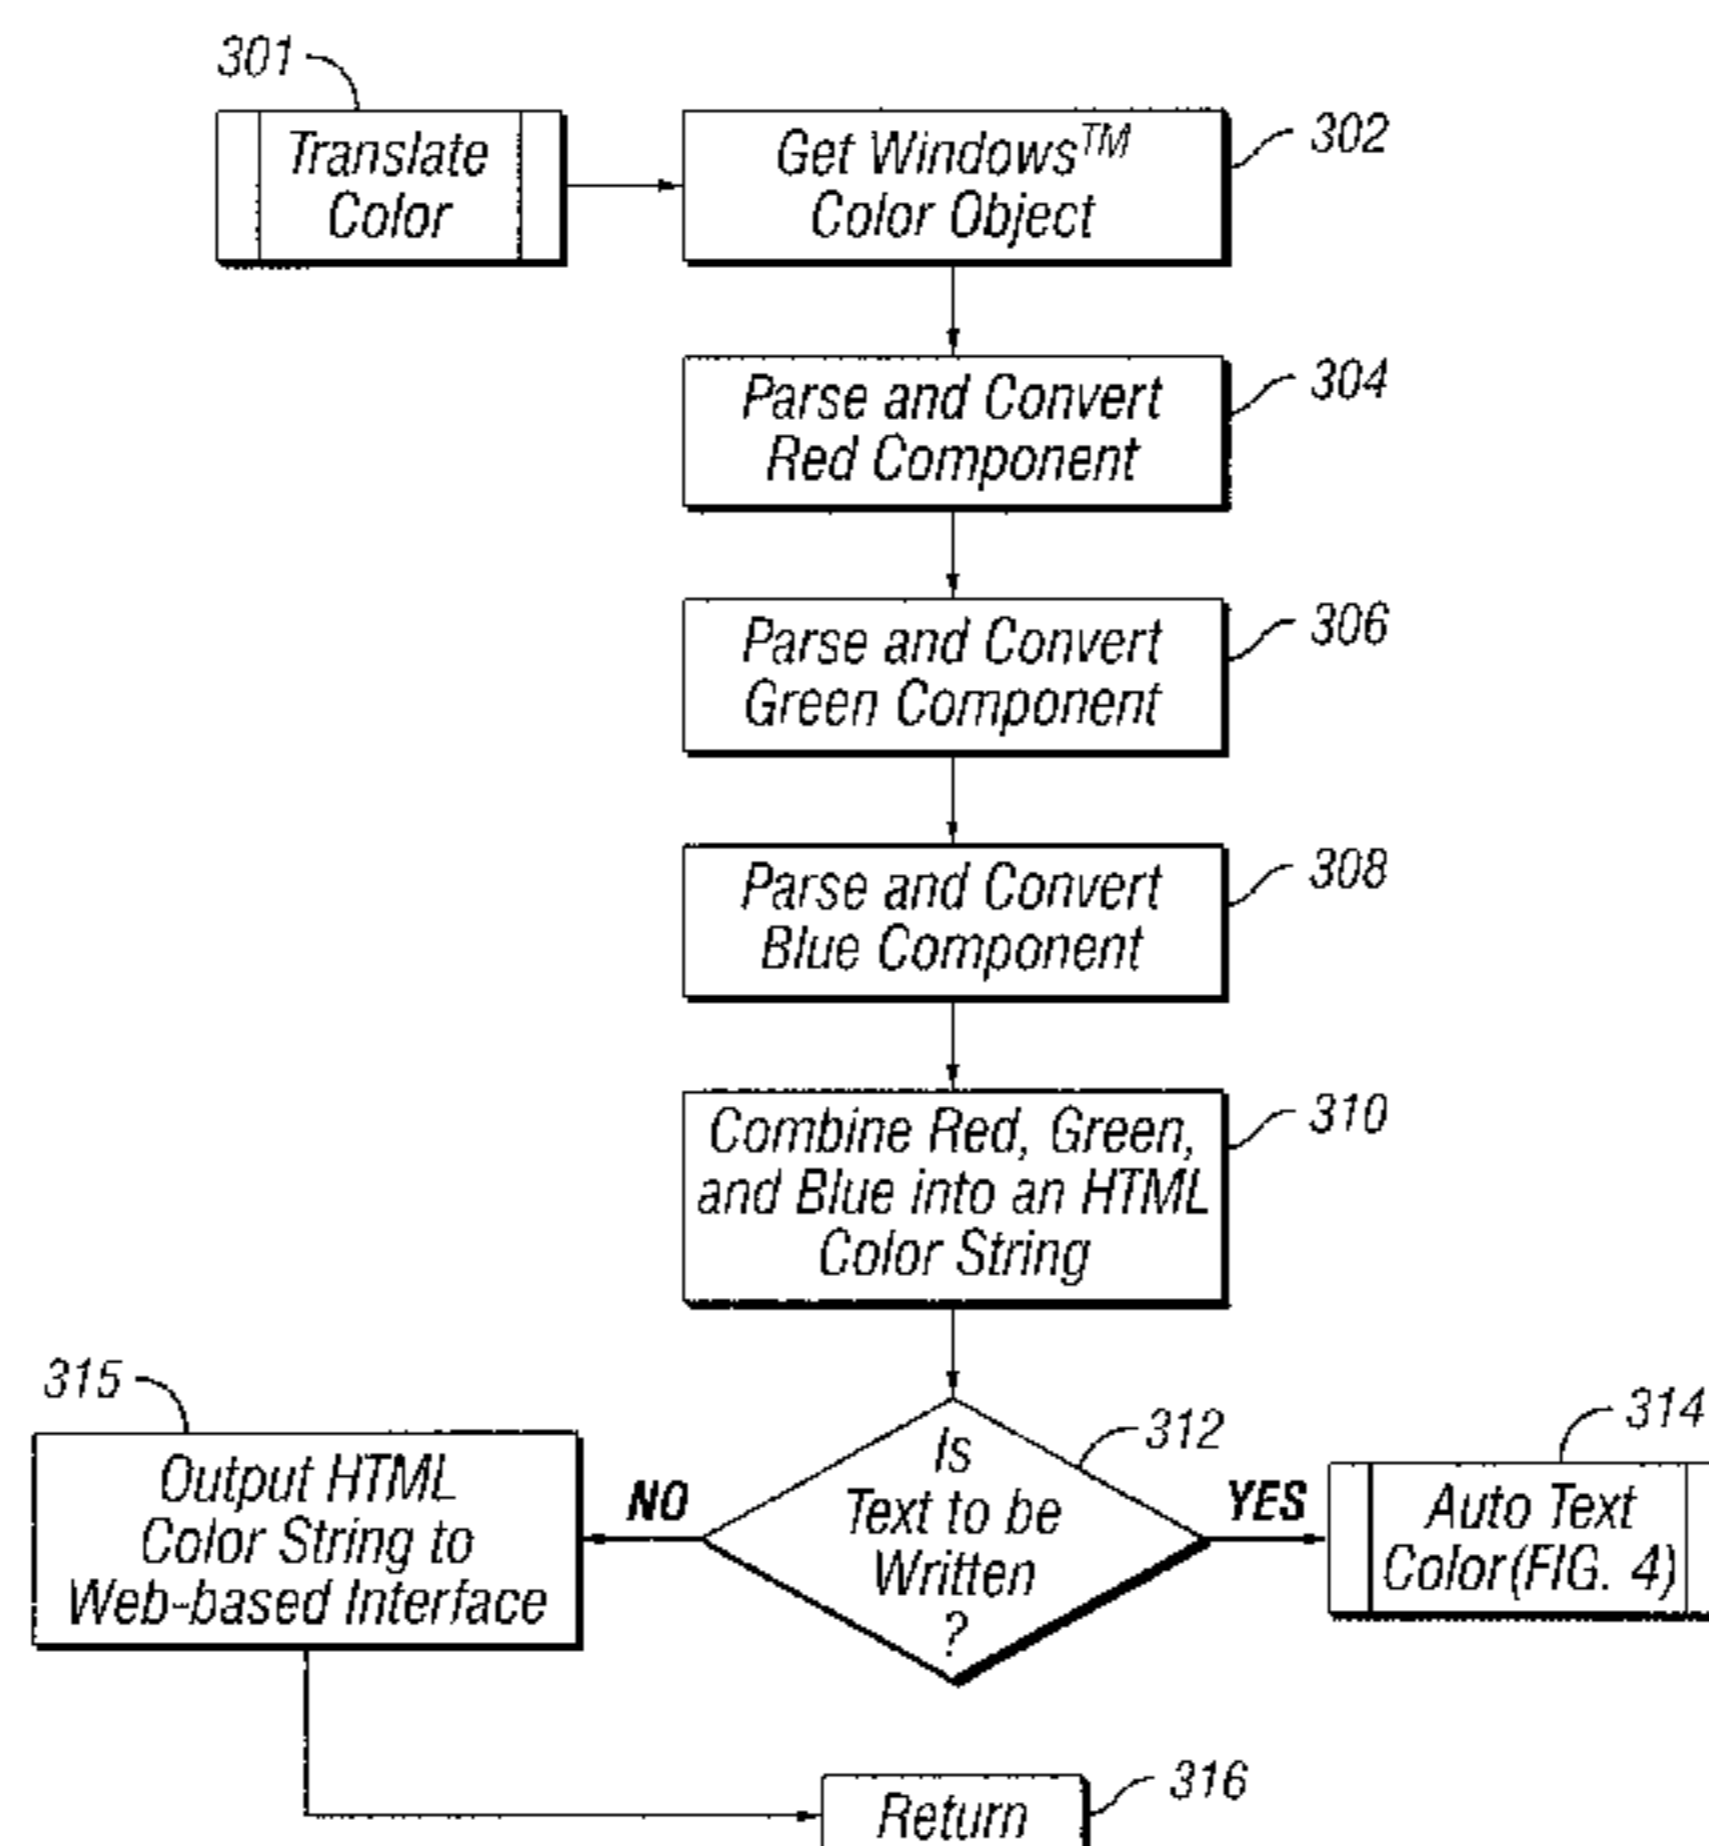 301
Translate
Color
Get Windows™
Color Object
302
Parse and Convert
Red Component
304
Parse and Convert
Green Component
306
Parse and Convert
Blue Component
308
Combine Red, Green,
and Blue into an HTML
Color String
310
315
Output HTML
Color String to
Web-based Interface
NO
Is
Text to be
Written
?
312
YES
314
Auto Text
Color(FIG. 4)
Return
316